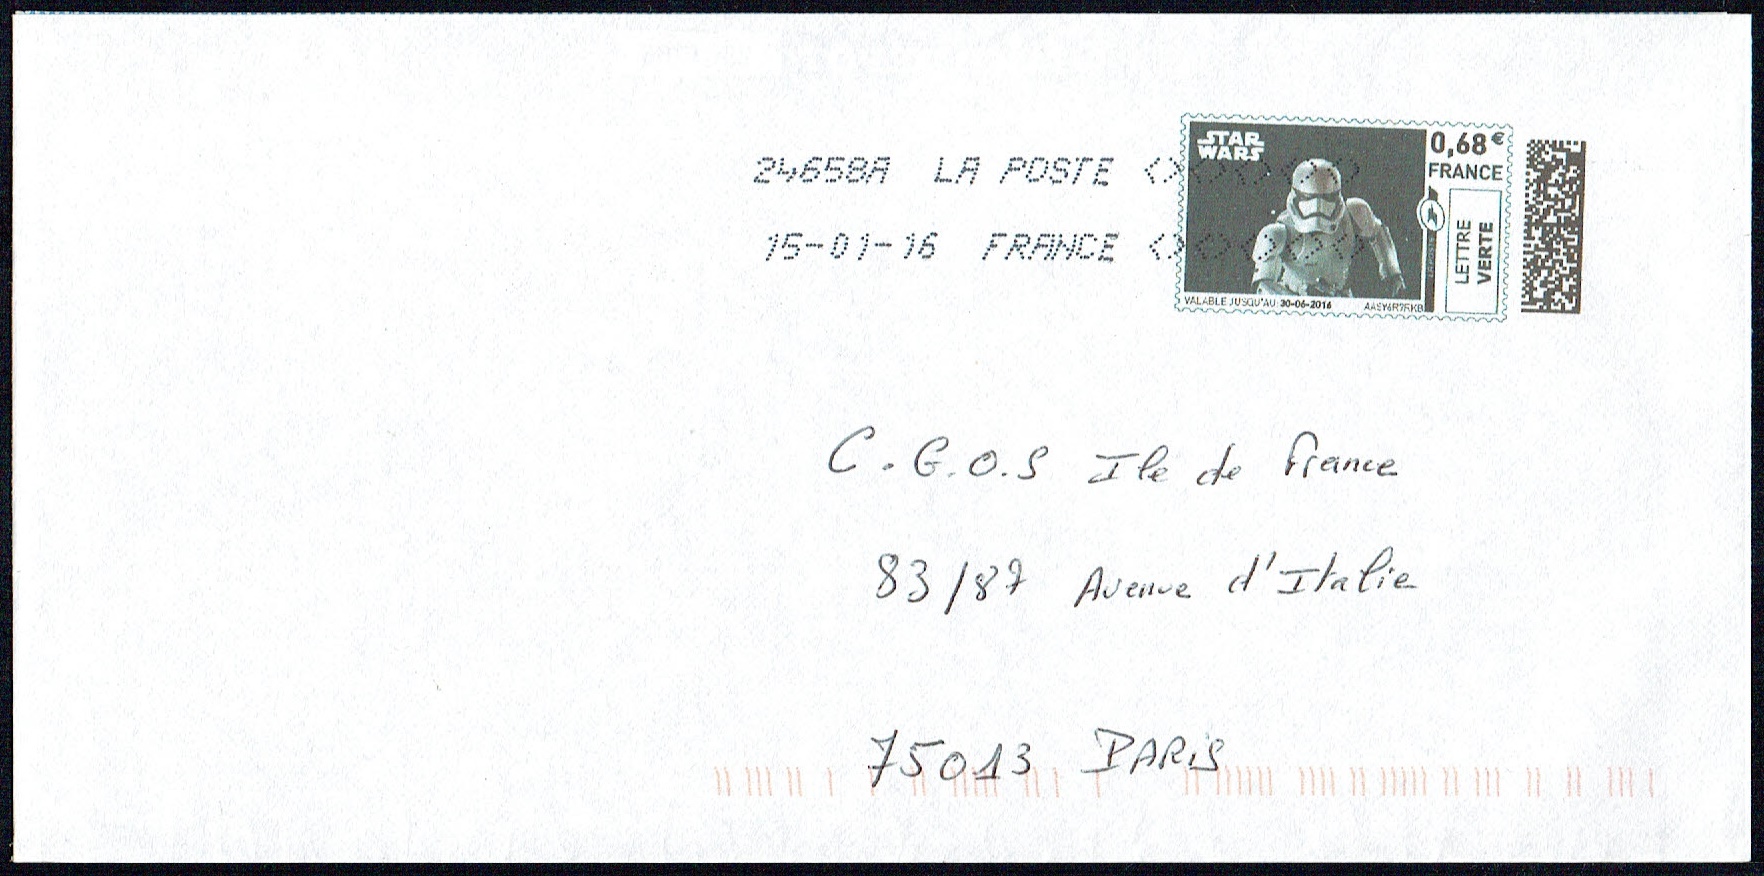 24658A LA POSTE
15-01-16 FRANCE
STAR
WARS
0,68 €
FRANCE
LETTRE
VERTE
VALABLE JUSQU'AU: 30-06-2016
C.G.O.S Ile de France
83/87 Avenue d'Italie
75013 PARIS